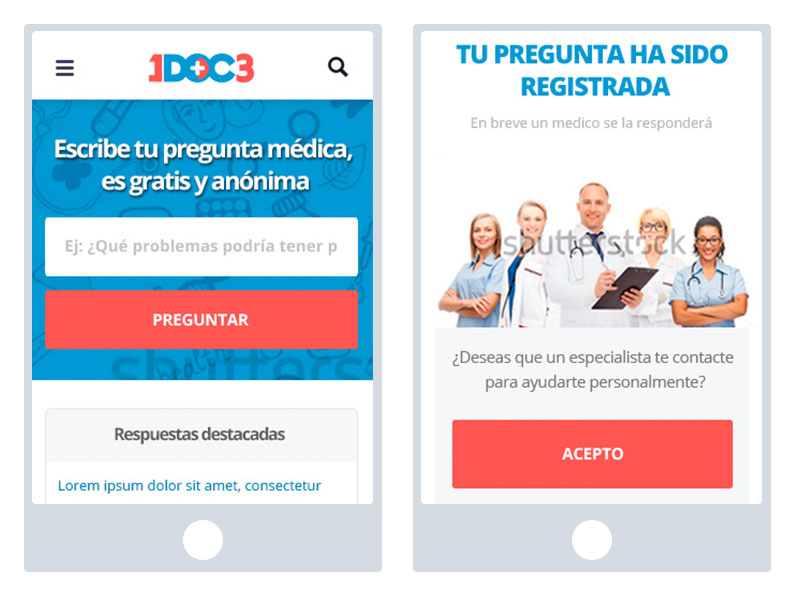 1DOC3
Escribe tu pregunta médica,
es gratis y anónima
Ej: ¿Qué problemas podría tener p
PREGUNTAR
shutters
healthy
Respuestas destacadas
Lorem ipsum dolor sit amet, consectetur
TU PREGUNTA HA SIDO
REGISTRADA
En breve un medico se la responderá
shutterstock
¿Deseas que un especialista te contacte
para ayudarte personalmente?
ACEPTO